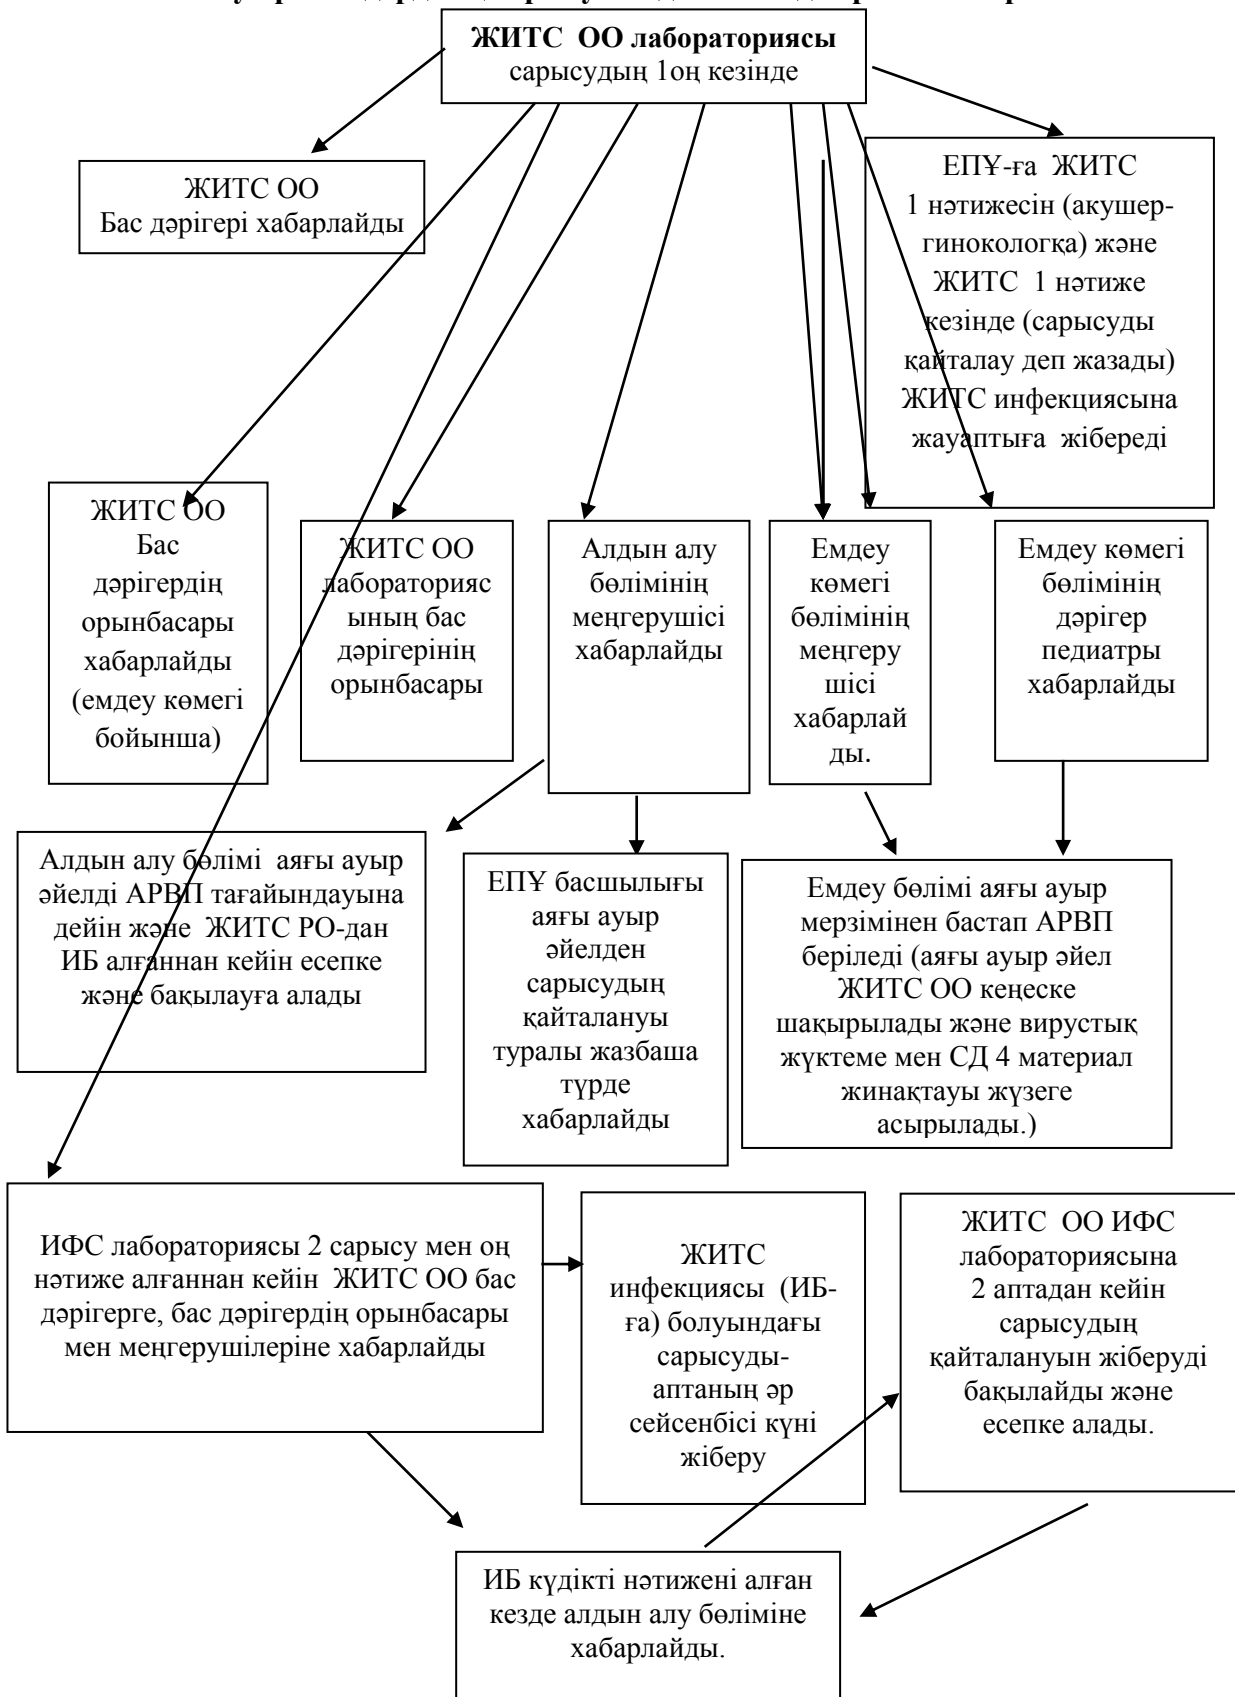 ЖИТС ОО лабораториясы
сарысудың 1оң кезінде
ЖИТС ОО
Бас дәрігері хабарлайды
ЕПҰ-ға ЖИТС
1 нәтижесін (акушер-
гинокологқа) және
ЖИТС 1 нәтиже
кезінде (сарысуды
қайталау деп жазады)
ЖИТС инфекциясына
жауаптыға жібереді
ЖИТС ОО
Бас
дәрігердің
орынбасары
хабарлайды
(емдеу көмегі
бойынша)
ЖИТС ОО
лаборатория
сының бас
дәрігерінің
орынбасары
Алдын алу
бөлімінің
меңгерушісі
хабарлайды
Емдеу
көмегі
бөлімінің
меңгеру
шісі
хабарлай
ды.
Емдеу көмегі
бөлімінің
дәрігер
педиатры
хабарлайды
Алдын алу бөлімі аяғы ауыр
әйелді АРВП тағайындауына
дейін және ЖИТС РО-дан
ИБ алғаннан кейін есепке
және бақылауға алады
ЕПҰ басшылығы
аяғы ауыр
әйелден
сарысудың
қайталануы
туралы жазбаша
түрде
хабарлайды
Емдеу бөлімі аяғы ауыр
мерзімінен бастап АРВП
беріледі (аяғы ауыр әйел
ЖИТС ОО кеңеске
шақырылады және вирустық
жүктеме мен СД 4 материал
жинақтауы жүзеге
асырылады.)
ИФС лабораториясы 2 сарысу мен оң
нәтиже алғаннан кейін ЖИТС ОО бас
дәрігерге, бас дәрігердің орынбасары
мен меңгерушілеріне хабарлайды
ЖИТС
инфекциясы (ИБ-
ға) болуындағы
сарысуды-
аптаның әр
сейсенбісі күні
жіберу
ЖИТС ОО ИФС
лабораториясына
2 аптадан кейін
сарысудың
қайталануын жіберуді
бақылайды және
есепке алады.
ИБ күдікті нәтижені алған
кезде алдын алу бөліміне
хабарлайды.